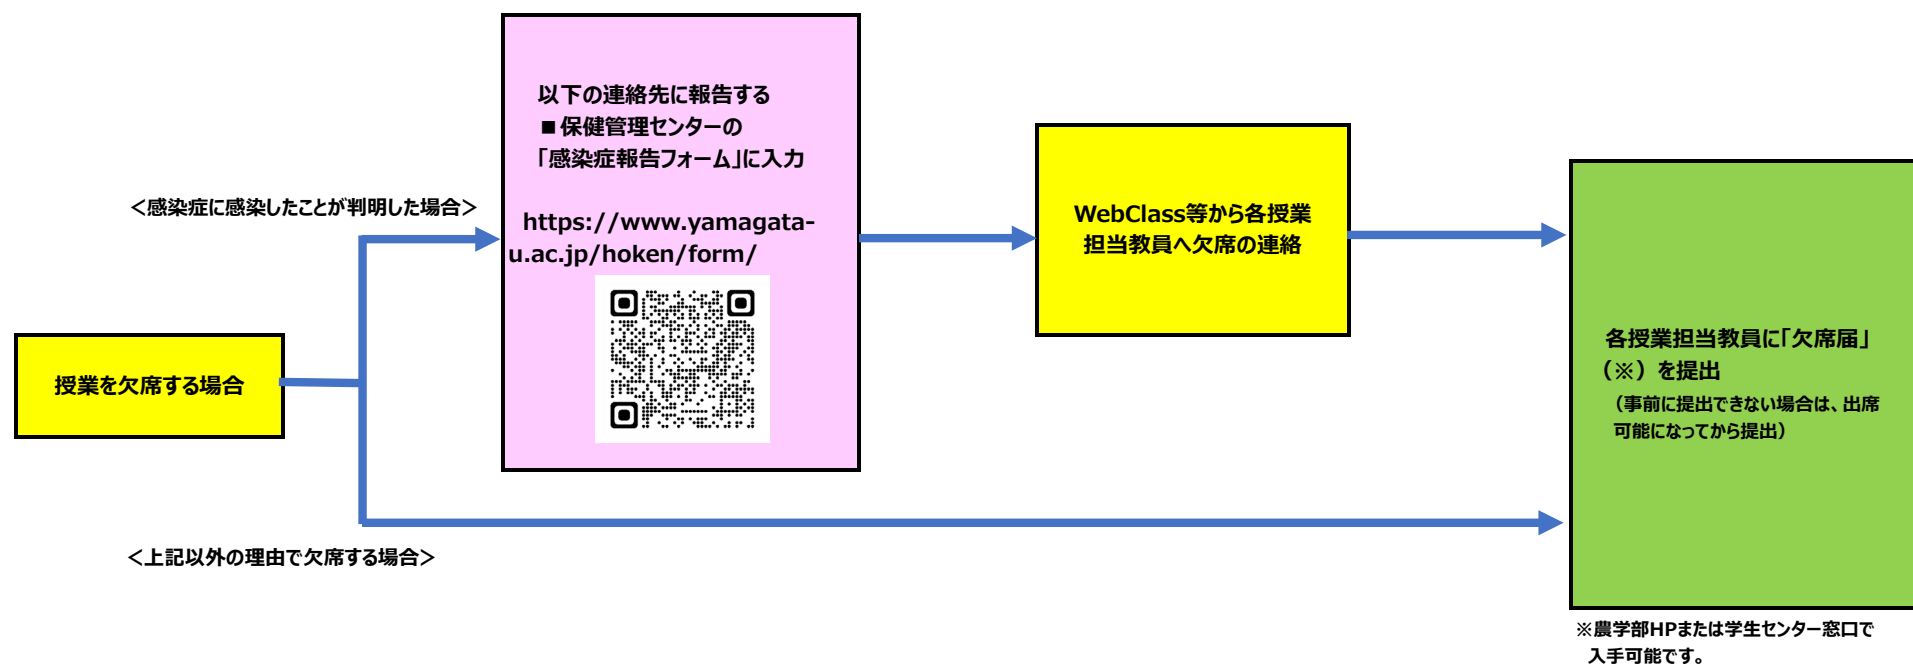 授業を欠席する場合
＜感染症に感染したことが判明した場合＞
以下の連絡先に報告する
■保健管理センターの
「感染症報告フォーム」に入力
https://www.yamagata-
u.ac.jp/hoken/form/
WebClass等から各授業
担当教員へ欠席の連絡
各授業担当教員に「欠席届」
（※）を提出
（事前に提出できない場合は、出席
可能になってから提出）
＜上記以外の理由で欠席する場合＞
※農学部HPまたは学生センター窓口で
入手可能です。